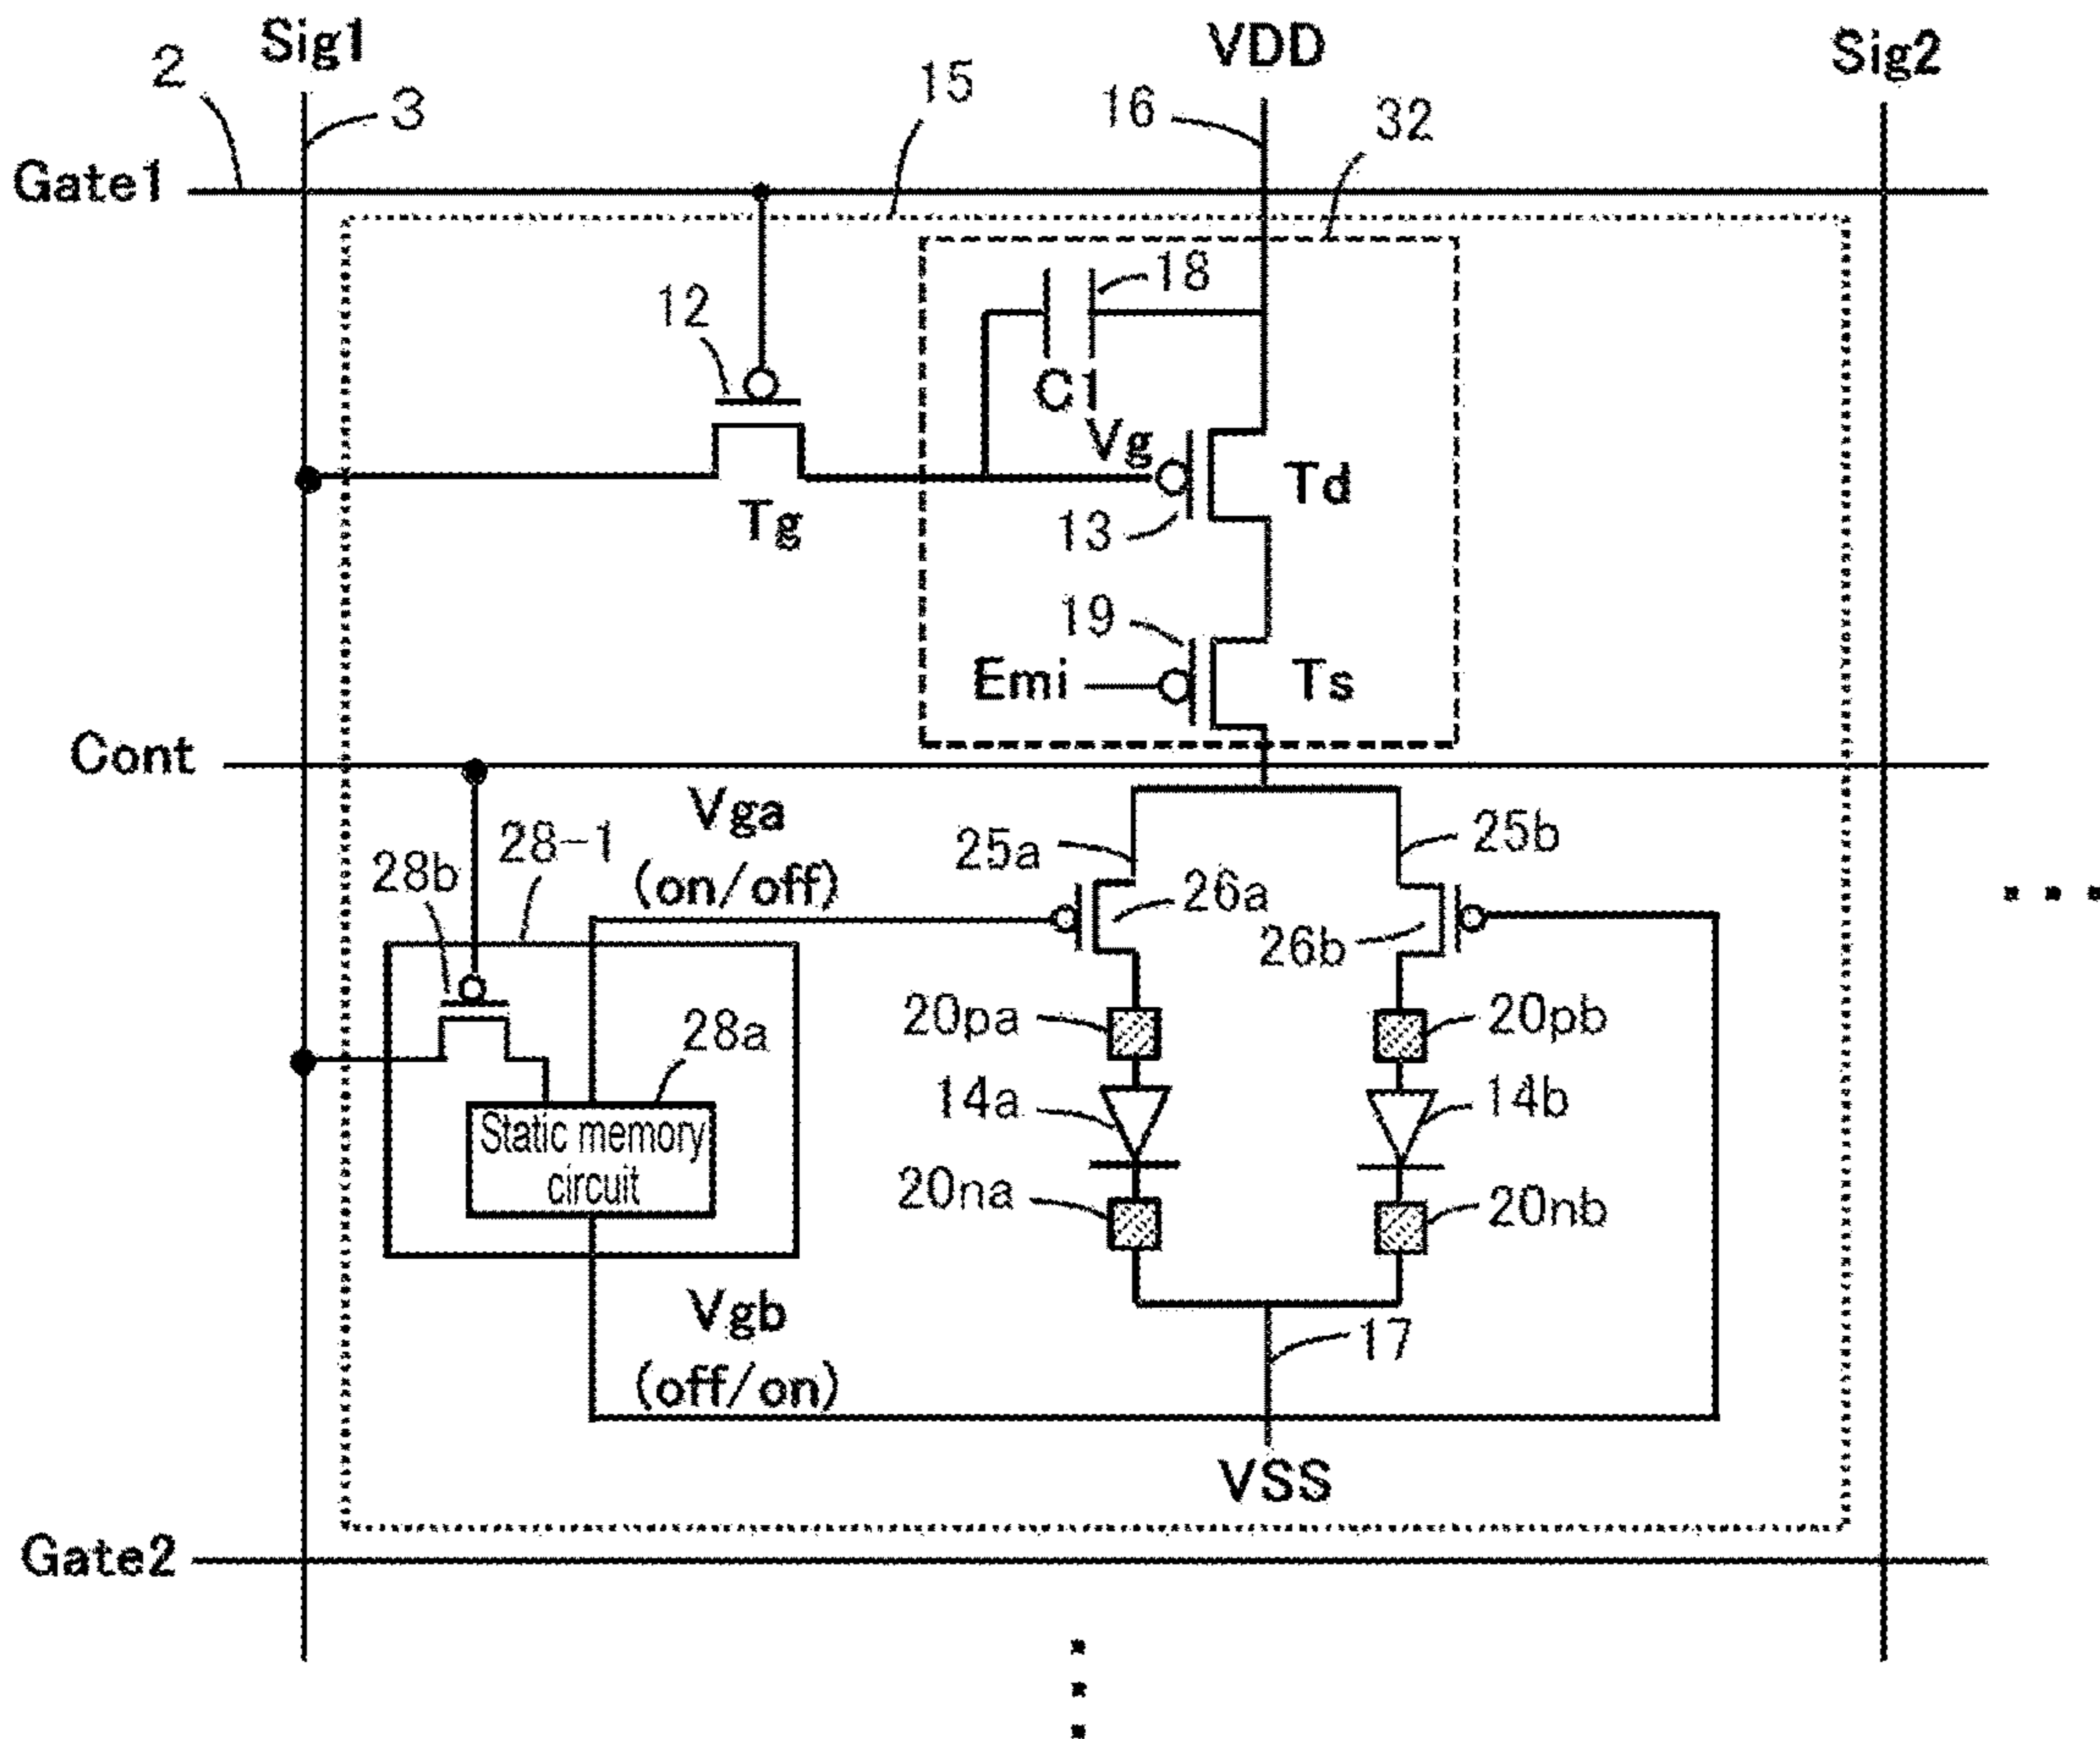 Sig1
VDD
Sig2
2
3
15
16
32
Gate1
18
12
C1
Vg
Td
Tg
13
19
Emi
Ts
Cont
Vga
(on/off)
28b
28-1
25a
25b
26a
26b
20pa
20pb
28a
14a
14b
Static memory
circuit
20na
20nb
Vgb
(off/on)
17
VSS
Gate2